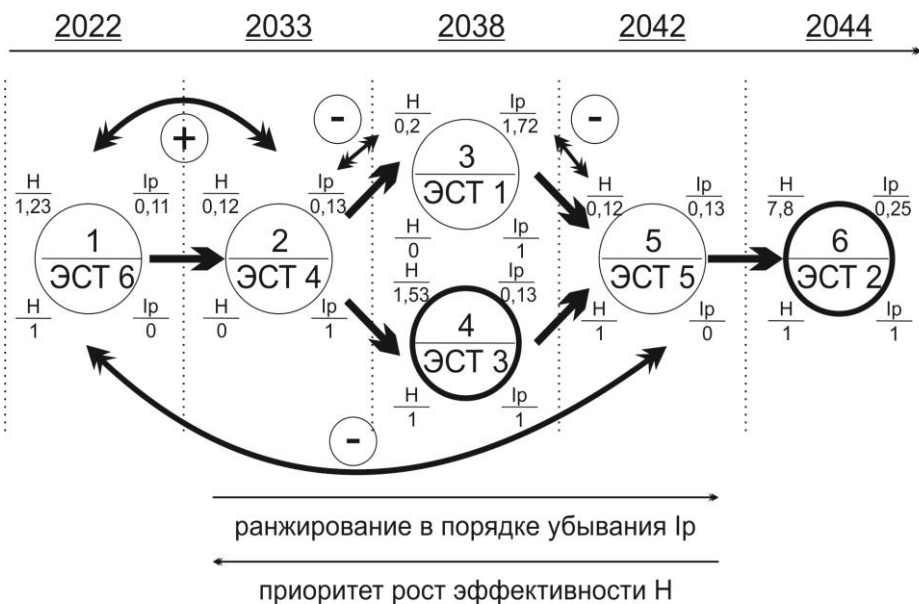 2022 2033 2038 2042 2044
+ - -
H 1,23 Ip 0,11
1
ЭСТ 6
H 1 Ip 0
H 0,12 Ip 0,13
2
ЭСТ 4
H 0 Ip 1
H 0,2 Ip 1,72
3
ЭСТ 1
H 0 Ip 1
H 1,53 Ip 0,13
4
ЭСТ 3
H 1 Ip 1
H 0,12 Ip 0,13
5
ЭСТ 5
H 1 Ip 0
H 7,8 Ip 0,25
6
ЭСТ 2
H 1 Ip 1
-
ранжирование в порядке убывания Ip
приоритет рост эффективности Н